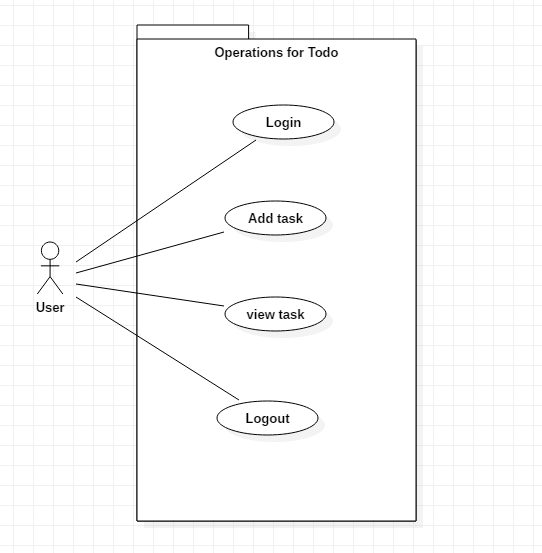 Operations for Todo
Login
Add task
User
view task
Logout